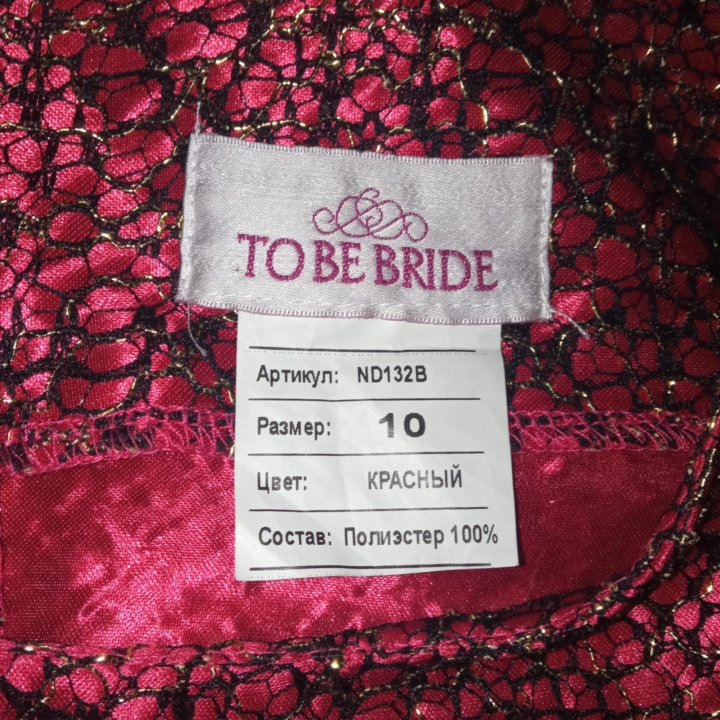 TO BE BRIDE
Артикул: ND132B
Размер: 10
Цвет: КРАСНЫЙ
Состав: Полиэстер 100%